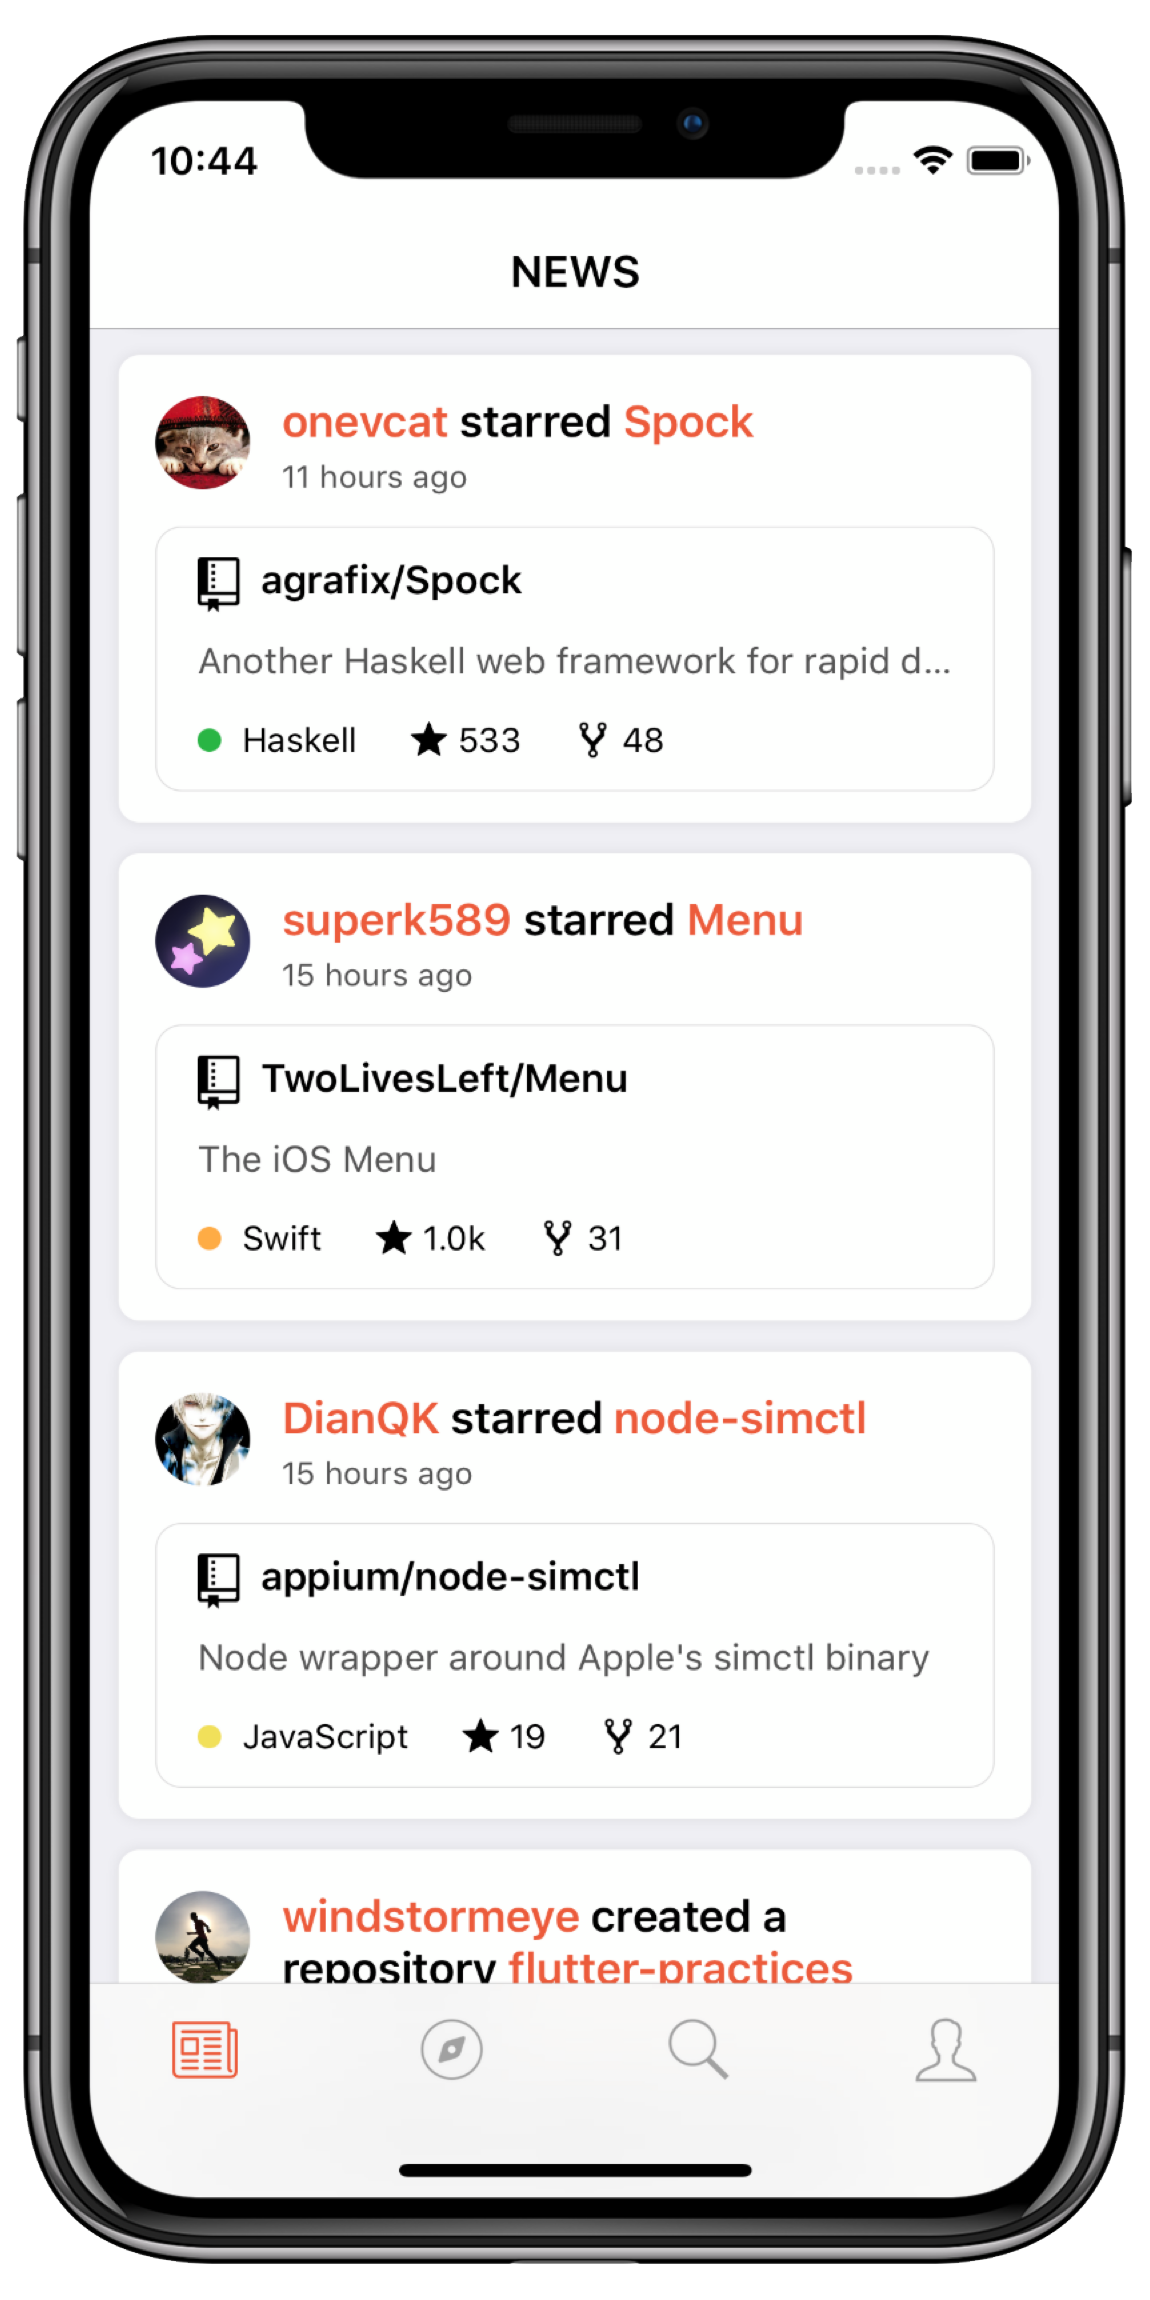 10:44
NEWS
onevcat starred Spock
11 hours ago
agrafix/Spock
Another Haskell web framework for rapid d...
Haskell 533 48
superk589 starred Menu
15 hours ago
TwoLivesLeft/Menu
The iOS Menu
Swift 1.0k 31
DianQK starred node-simctl
15 hours ago
appium/node-simctl
Node wrapper around Apple's simctl binary
JavaScript 19 21
windstormeye created a
repository flutter-practices